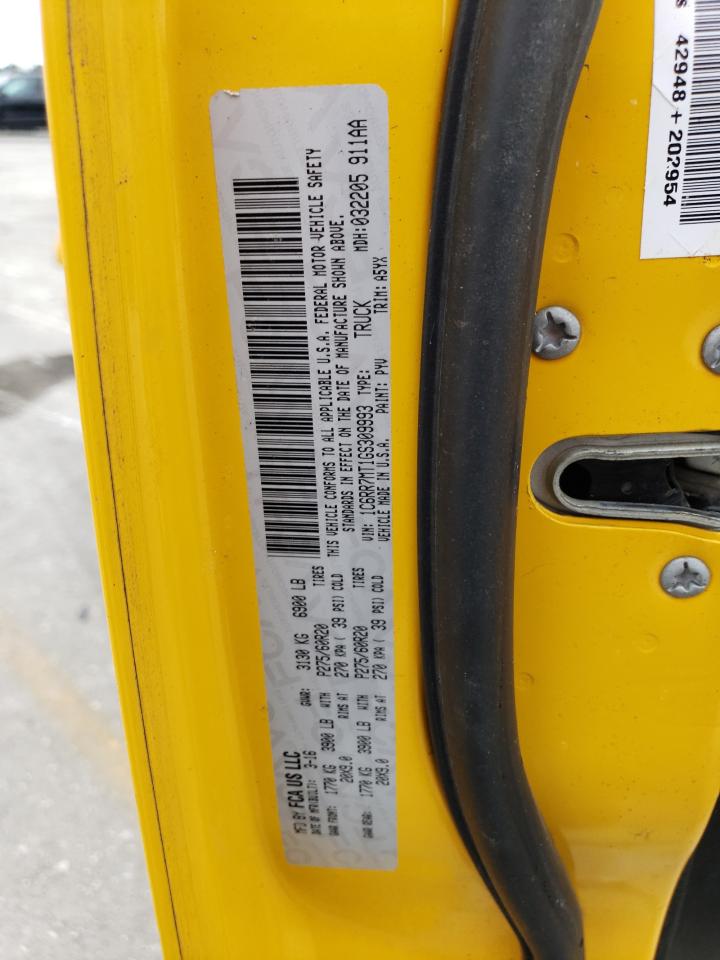 MFD BY FCA US LLC
DATE OF MFR(BUILT): 3-16 GVWR: 3130 KG 6900 LB
GAWR FRONT: 1770 KG 3900 LB WITH P275/60R20 TIRES
20X9.0 RIMS AT 270 KPA ( 39 PSI) COLD
GAWR REAR: 1770 KG 3900 LB WITH P275/60R20 TIRES
20X9.0 RIMS AT 270 KPA ( 39 PSI) COLD
THIS VEHICLE CONFORMS TO ALL APPLICABLE U.S.A. FEDERAL MOTOR VEHICLE SAFETY
STANDARDS IN EFFECT ON THE DATE OF MANUFACTURE SHOWN ABOVE.
VIN: 1C6RR7MT1GS309993 TYPE: TRUCK MDH:032205 911AA
VEHICLE MADE IN U.S.A. PAINT: PYV TRIM: A5YX
42948 + 202954